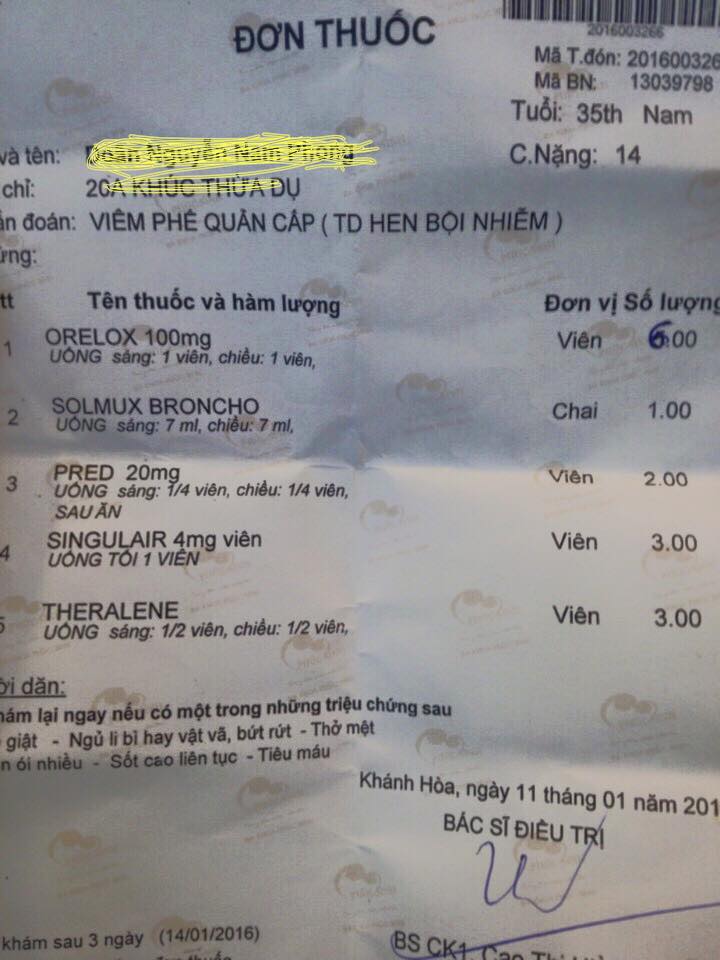 ĐƠN THUỐC
2016003266
Mã T.đón: 201600326
Mã BN: 13039798
Tuổi: 35th Nam
và tên:
C.Nặng: 14
chỉ: 20A KHÚC THỪA DỤ
ẩn đoán: VIÊM PHẾ QUẢN CẤP ( TD HEN BỘI NHIỄM )
ứng:
tt Tên thuốc và hàm lượng Đơn vị Số lượng
1 ORELOX 100mg Viên 6.00
UỐNG sáng: 1 viên, chiều: 1 viên,
2 SOLMUX BRONCHO Chai 1.00
UỐNG sáng: 7 ml, chiều: 7 ml,
3 PRED 20mg Viên 2.00
UỐNG sáng: 1/4 viên, chiều: 1/4 viên,
SAU ĂN
4 SINGULAIR 4mg viên Viên 3.00
UỐNG TỐI 1 VIÊN
5 THERALENE Viên 3.00
UỐNG sáng: 1/2 viên, chiều: 1/2 viên,
ời dăn:
hám lại ngay nếu có một trong những triệu chứng sau
giật - Ngủ li bì hay vật vã, bứt rứt - Thở mệt
n ói nhiều - Sốt cao liên tục - Tiêu máu
Khánh Hòa, ngày 11 tháng 01 năm 201
BÁC SĨ ĐIỀU TRỊ
khám sau 3 ngày (14/01/2016)
BS CK1. Cao Thị